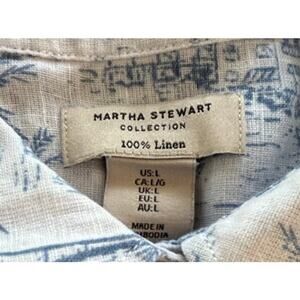 MARTHA STEWART
COLLECTION
100% Linen
US:L
CA:L/G
UK:L
EU:L
AU:L
MADE IN